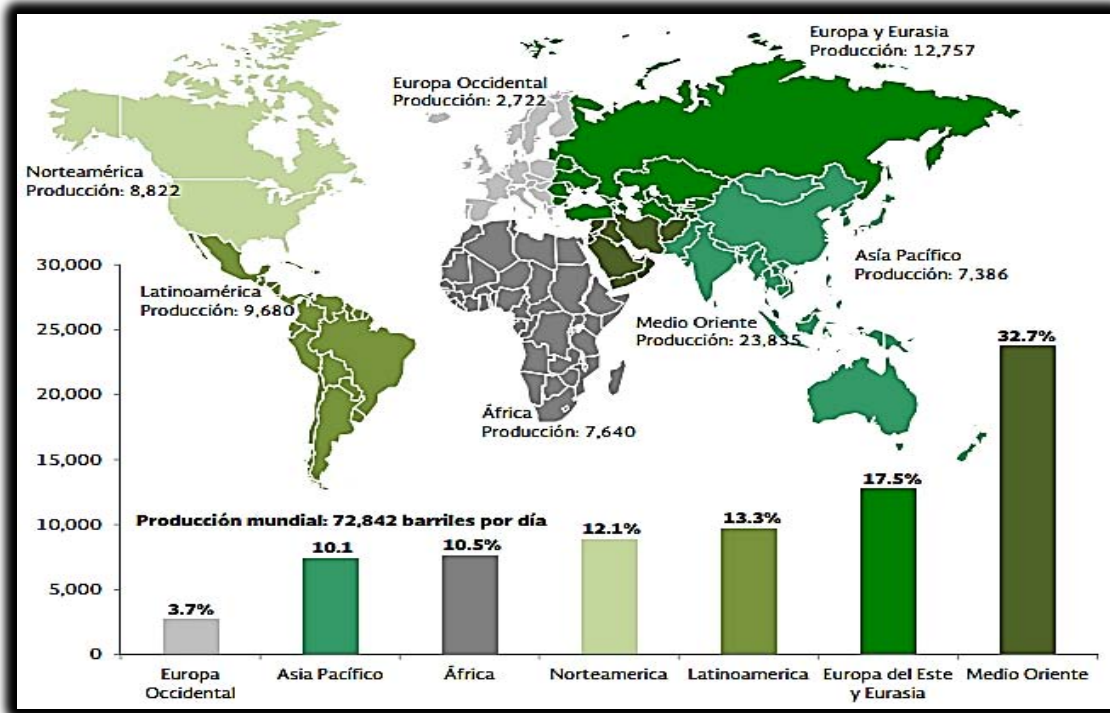 Europa y Eurasia
Producción: 12,757
Europa Occidental
Producción: 2,722
Norteamérica
Producción: 8,822
Asía Pacífico
Producción: 7,386
Latinoamérica
Producción: 9,680
Medio Oriente
Producción: 23,835
África
Producción: 7,640
30,000
25,000
20,000
15,000
10,000
5,000
0
Producción mundial: 72,842 barriles por día
3.7%
10.1
10.5%
12.1%
13.3%
17.5%
32.7%
Europa
Occidental
Asia Pacífico
África
Norteamerica
Latinoamerica
Europa del Este
y Eurasia
Medio Oriente